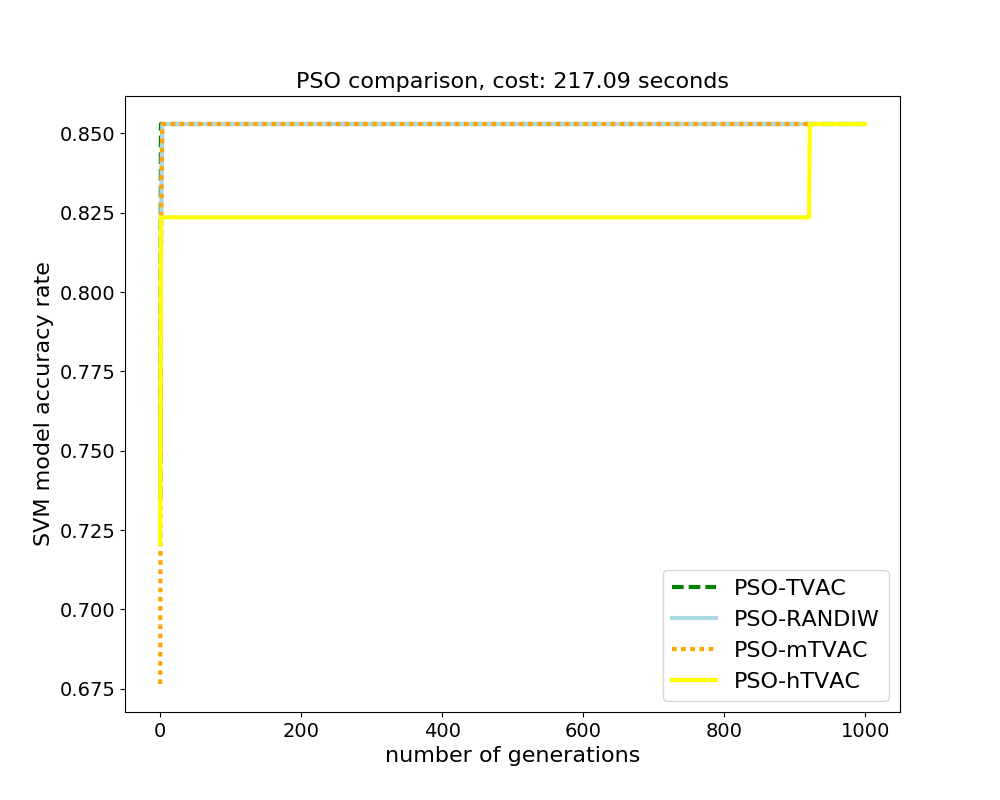 PSO comparison, cost: 217.09 seconds
0.850
0.825
0.800
0.775
0.750
0.725
0.700
0.675
SVM model accuracy rate
PSO-TVAC
PSO-RANDIW
PSO-mTVAC
PSO-hTVAC
0 200 400 600 800 1000
number of generations